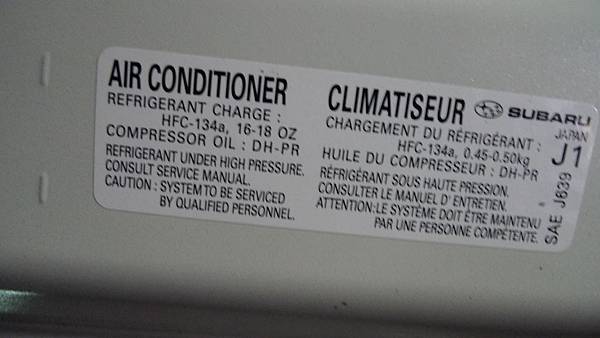 AIR CONDITIONER
REFRIGERANT CHARGE :
HFC-134a, 16-18 OZ
COMPRESSOR OIL : DH-PR
REFRIGERANT UNDER HIGH PRESSURE.
CONSULT SERVICE MANUAL.
CAUTION : SYSTEM TO BE SERVICED
BY QUALIFIED PERSONNEL.
CLIMATISEUR
SUBARU
JAPAN
CHARGEMENT DU RÉFRIGÉRANT :
HFC-134a, 0.45-0.50kg
HUILE DU COMPRESSEUR : DH-PR
RÉFRIGÉRANT SOUS HAUTE PRESSION.
CONSULTER LE MANUEL D' ENTRETIEN.
ATTENTION:LE SYSTÈME DOIT ÊTRE MAINTENU
PAR UNE PERSONNE COMPÉTENTE.
J1
SAE J639